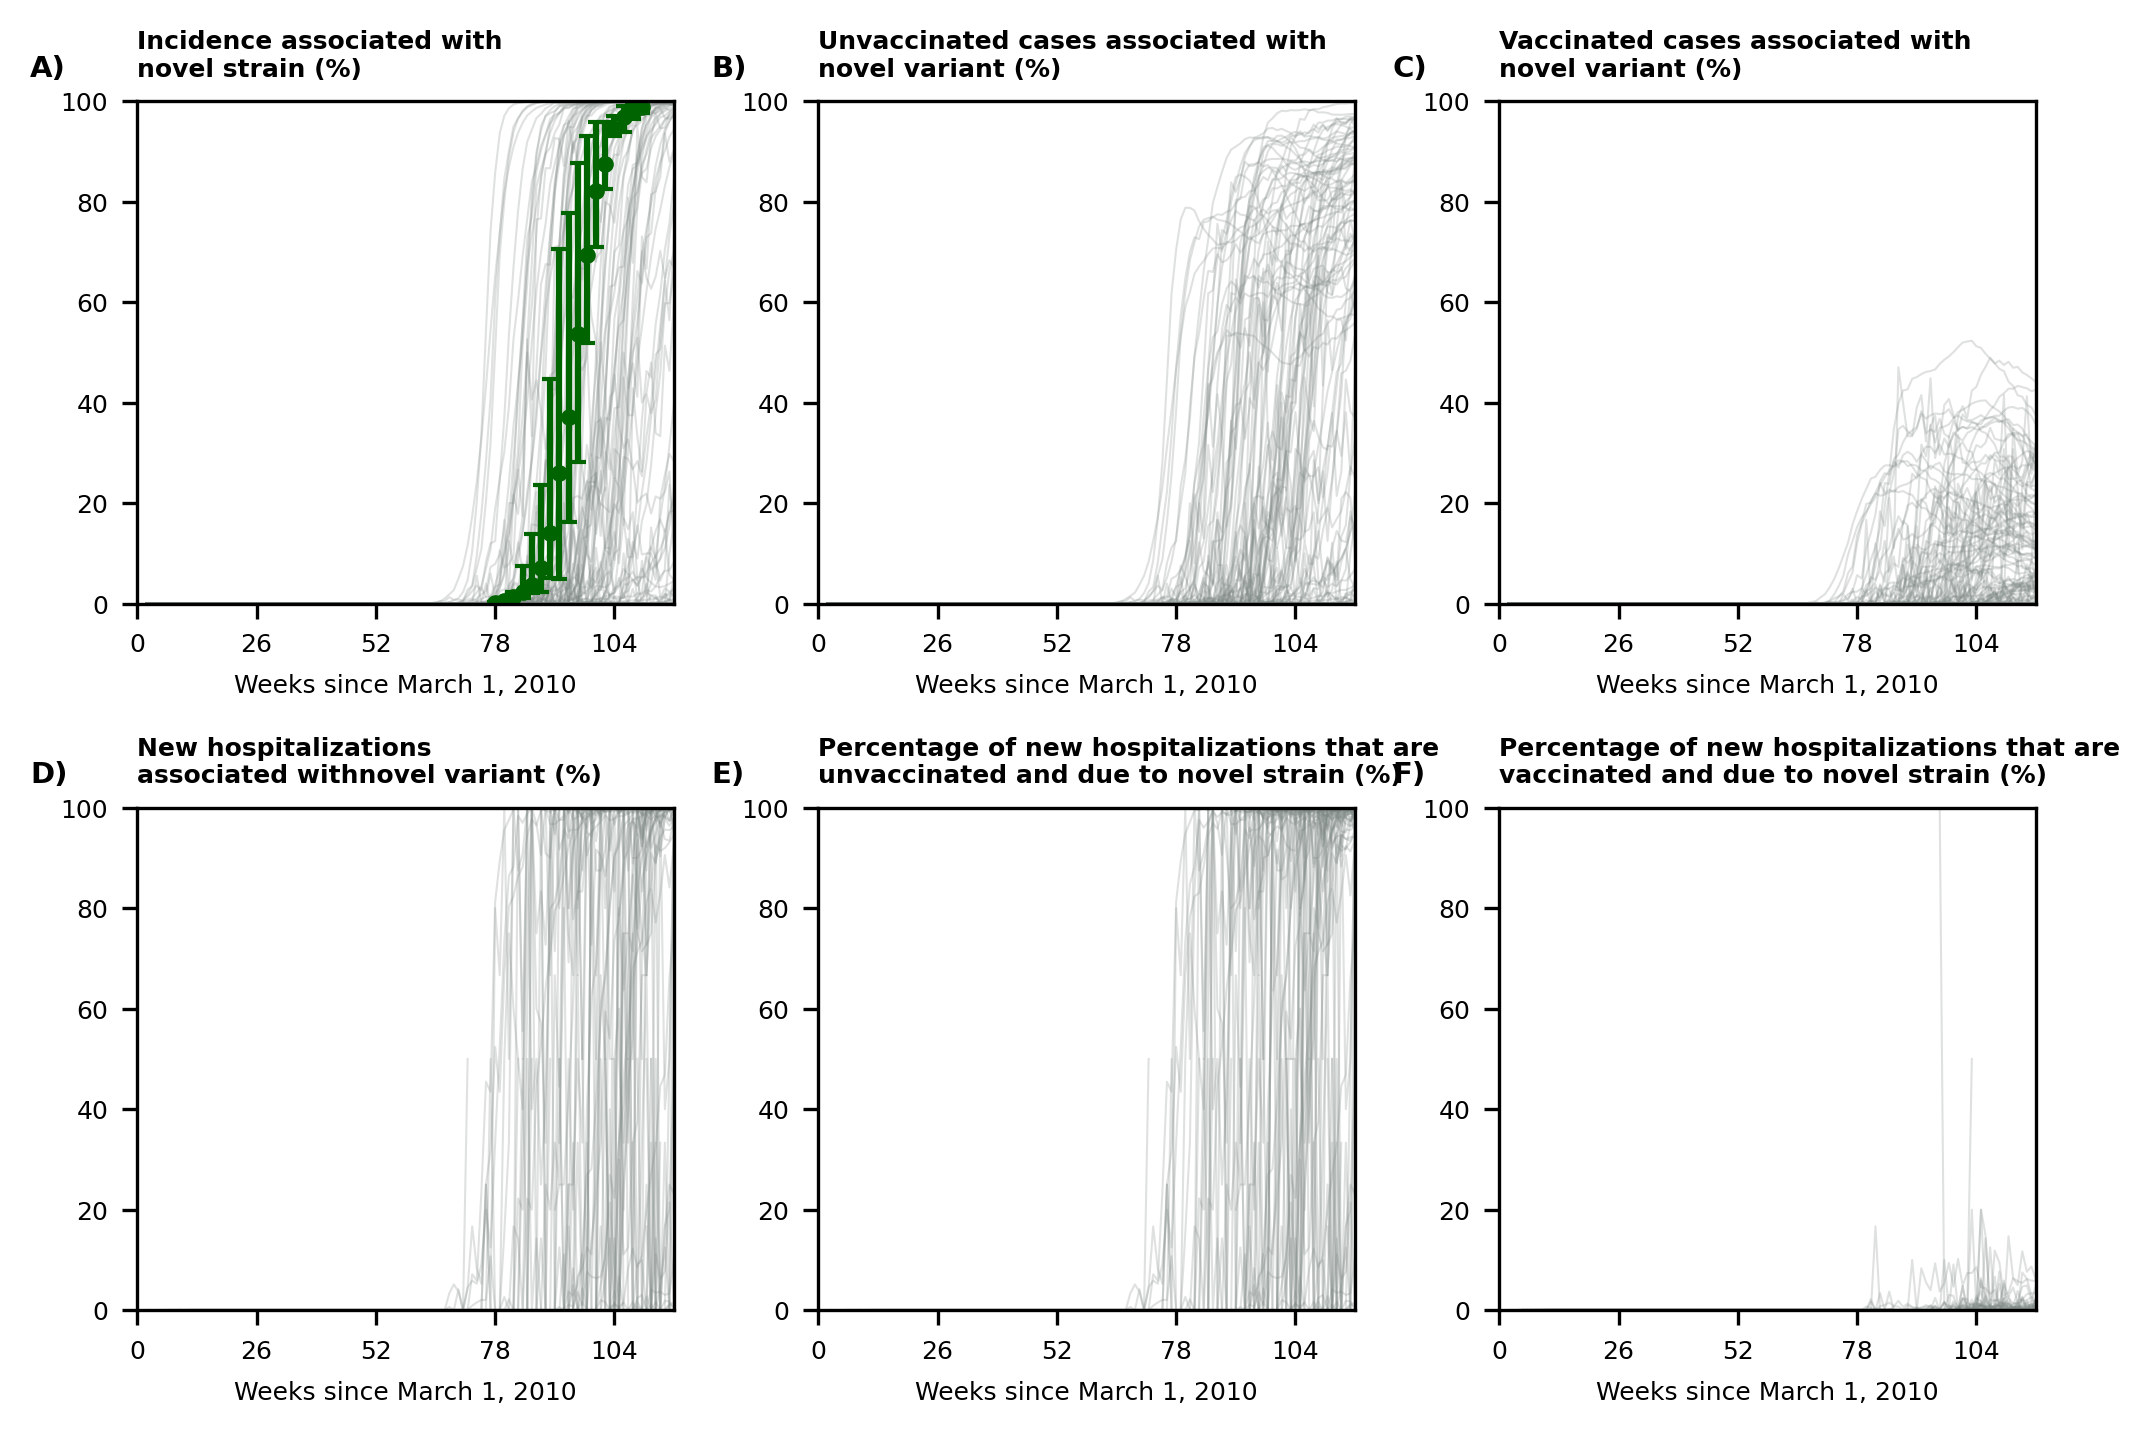 A)
Incidence associated with
novel strain (%)
100
80
60
40
20
0
0 26 52 78 104
Weeks since March 1, 2010
B)
Unvaccinated cases associated with
novel variant (%)
100
80
60
40
20
0
0 26 52 78 104
Weeks since March 1, 2010
C)
Vaccinated cases associated with
novel variant (%)
100
80
60
40
20
0
0 26 52 78 104
Weeks since March 1, 2010
D)
New hospitalizations
associated withnovel variant (%)
100
80
60
40
20
0
0 26 52 78 104
Weeks since March 1, 2010
E)
Percentage of new hospitalizations that are
unvaccinated and due to novel strain (%)
100
80
60
40
20
0
0 26 52 78 104
Weeks since March 1, 2010
F)
Percentage of new hospitalizations that are
vaccinated and due to novel strain (%)
100
80
60
40
20
0
0 26 52 78 104
Weeks since March 1, 2010